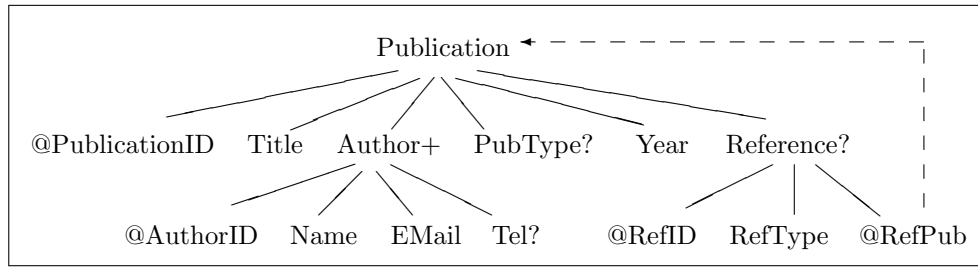 Publication
@PublicationID Title Author+ PubType? Year Reference?
@AuthorID Name EMail Tel? @RefID RefType @RefPub